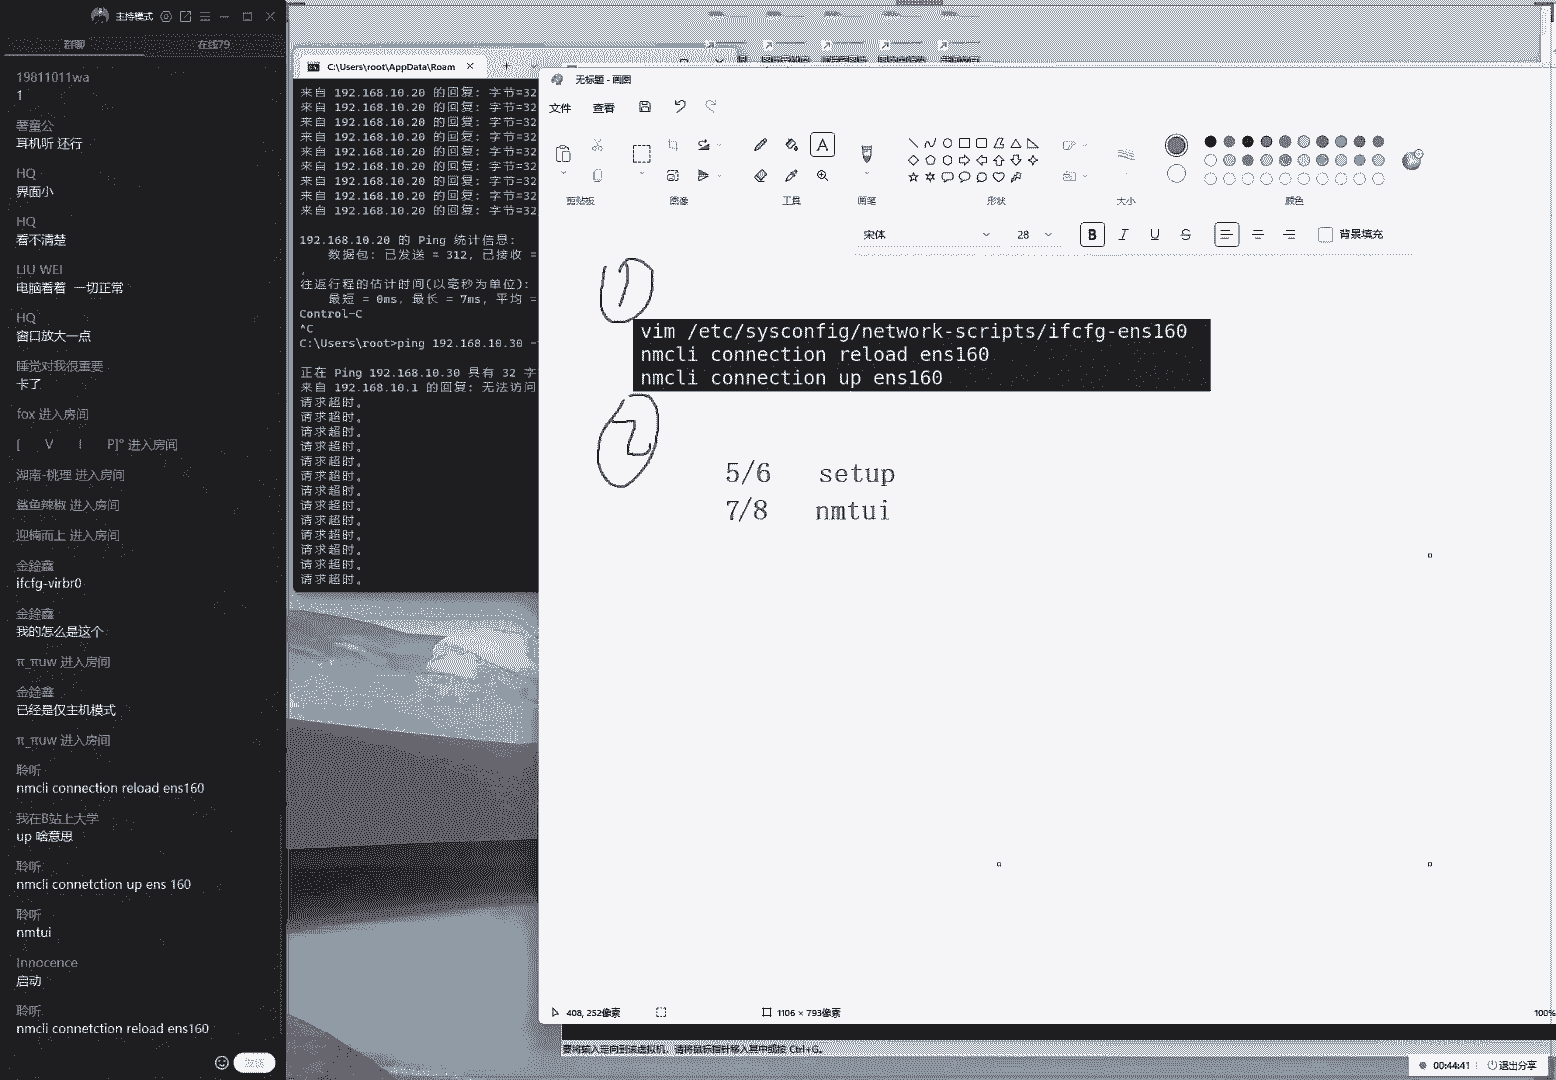 主持模式
群聊
在线79
19811011wa
1
薯童公
耳机听 还行
HQ
界面小
HQ
看不清楚
LIU WEI
电脑看着 一切正常
HQ
窗口放大一点
睡觉对我很重要
卡了
fox 进入房间
[ V I P]° 进入房间
湖南-桃理 进入房间
鲨鱼辣椒 进入房间
迎楠而上 进入房间
金錀鑫
ifcfg-virbr0
金錀鑫
我的怎么是这个
π_πuw 进入房间
金錀鑫
已经是仅主机模式
π_πuw 进入房间
聆听
nmcli connection reload ens160
我在B站上大学
up 啥意思
聆听
nmcli connetction up ens 160
聆听
nmtui
Innocence
启动
聆听
nmcli connetction reload ens160
发送
C:\Users\root\AppData\Roam
来自 192.168.10.20 的回复: 字节=32
来自 192.168.10.20 的回复: 字节=32
来自 192.168.10.20 的回复: 字节=32
来自 192.168.10.20 的回复: 字节=32
来自 192.168.10.20 的回复: 字节=32
来自 192.168.10.20 的回复: 字节=32
来自 192.168.10.20 的回复: 字节=32
来自 192.168.10.20 的回复: 字节=32
来自 192.168.10.20 的回复: 字节=32
192.168.10.20 的 Ping 统计信息:
数据包: 已发送 = 312, 已接收 =
,
往返行程的估计时间(以毫秒为单位):
最短 = 0ms, 最长 = 7ms, 平均 =
Control-C
^C
C:\Users\root>ping 192.168.10.30 -
正在 Ping 192.168.10.30 具有 32 字
来自 192.168.10.1 的回复: 无法访问
请求超时。
请求超时。
请求超时。
请求超时。
请求超时。
请求超时。
请求超时。
请求超时。
请求超时。
请求超时。
请求超时。
请求超时。
请求超时。
无标题 - 画图
文件 查看
剪贴板 图像 工具 画笔 形状 大小 颜色
宋体 28 B I U S 背景填充
1
vim /etc/sysconfig/network-scripts/ifcfg-ens160
nmcli connection reload ens160
nmcli connection up ens160
2
5/6 setup
7/8 nmtui
408, 252像素 1106 × 793像素 100%
要将输入定向到该虚拟机，请将鼠标指针移入其中或按 Ctrl+G。
00:44:41 退出分享